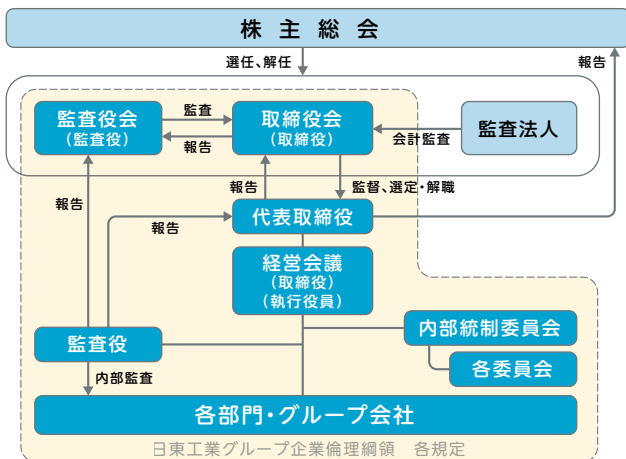 株主総会
選任、解任
報告
監査役会
(監査役)
監査
報告
取締役会
(取締役)
会計監査
監査法人
報告
報告
監督、選定・解職
報告
代表取締役
経営会議
(取締役)
(執行役員)
監査役
内部統制委員会
各委員会
内部監査
各部門・グループ会社
日東工業グループ企業倫理綱領 各規定